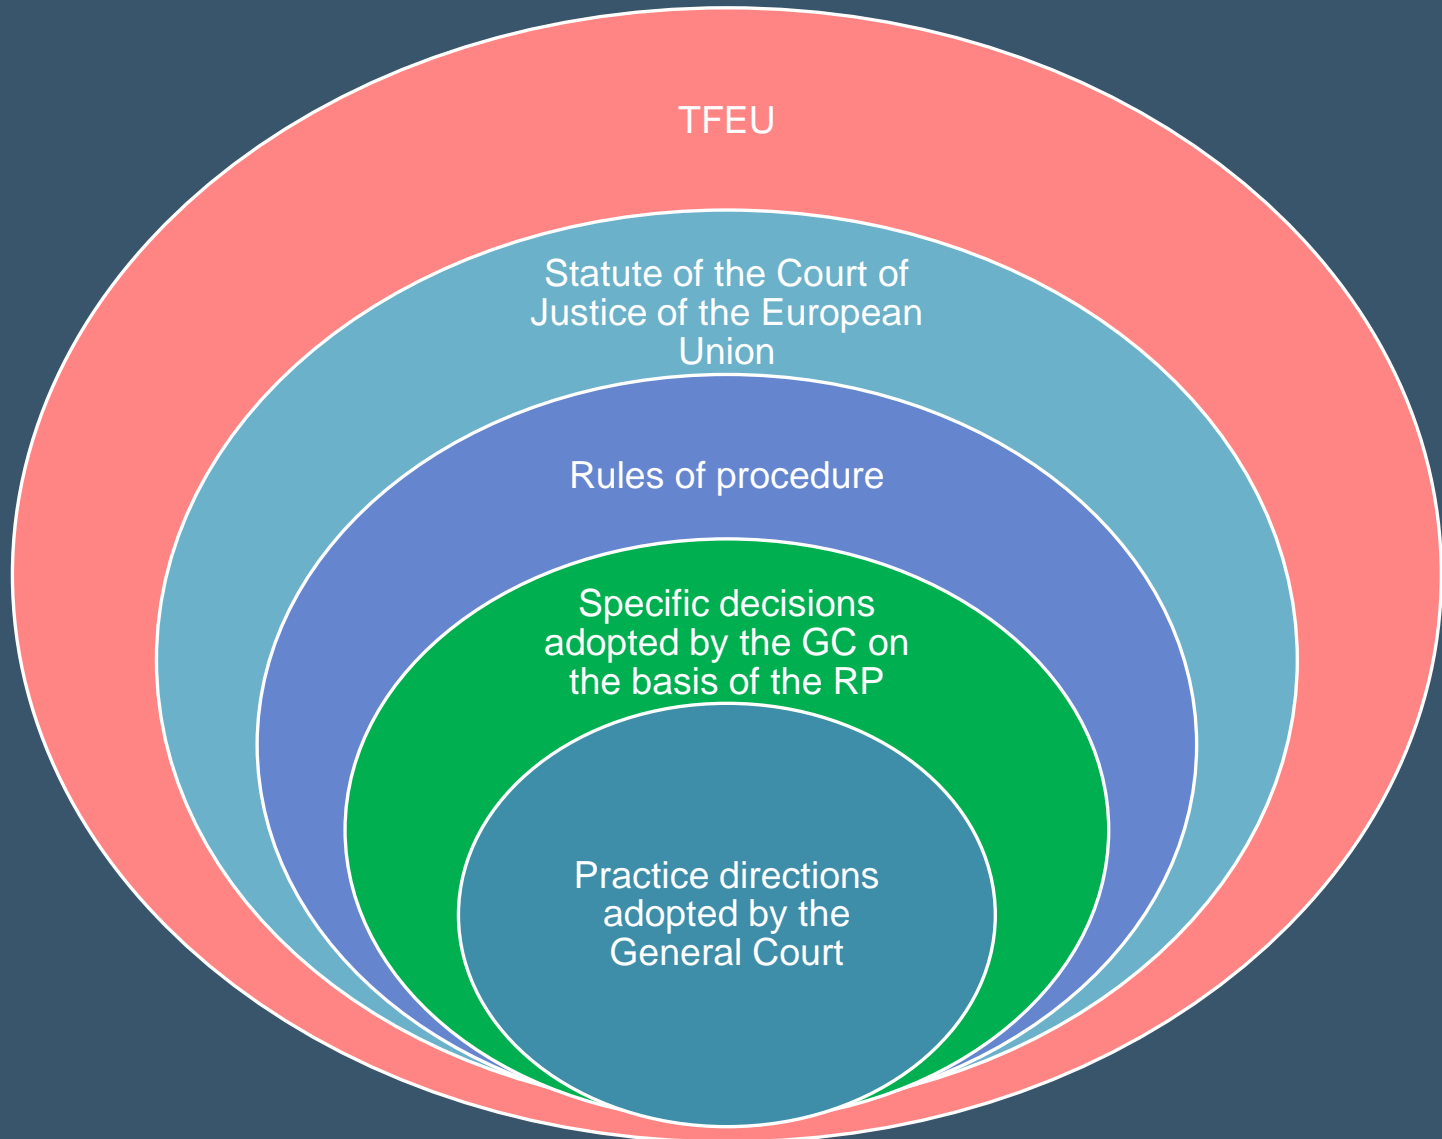 TFEU
Statute of the Court of
Justice of the European
Union
Rules of procedure
Specific decisions
adopted by the GC on
the basis of the RP
Practice directions
adopted by the
General Court